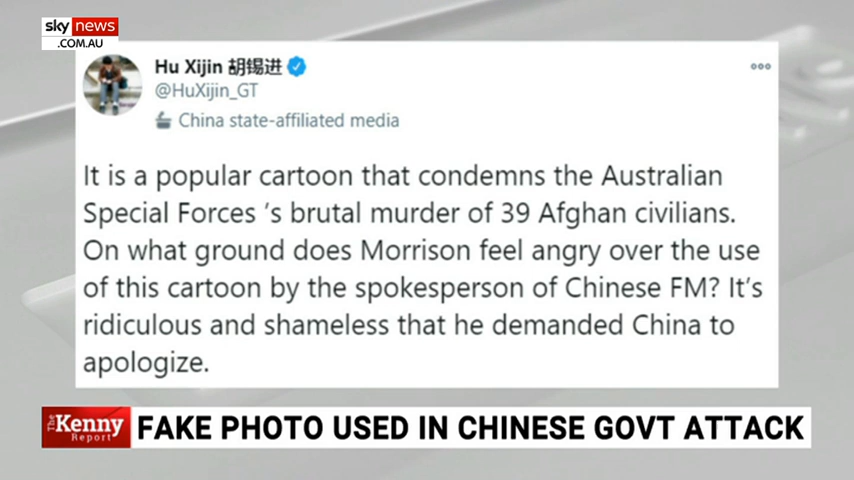 sky news
.COM.AU
Hu Xijin 胡锡进
@HuXijin_GT
China state-affiliated media
It is a popular cartoon that condemns the Australian
Special Forces 's brutal murder of 39 Afghan civilians.
On what ground does Morrison feel angry over the use
of this cartoon by the spokesperson of Chinese FM? It's
ridiculous and shameless that he demanded China to
apologize.
The Kenny Report
FAKE PHOTO USED IN CHINESE GOVT ATTACK